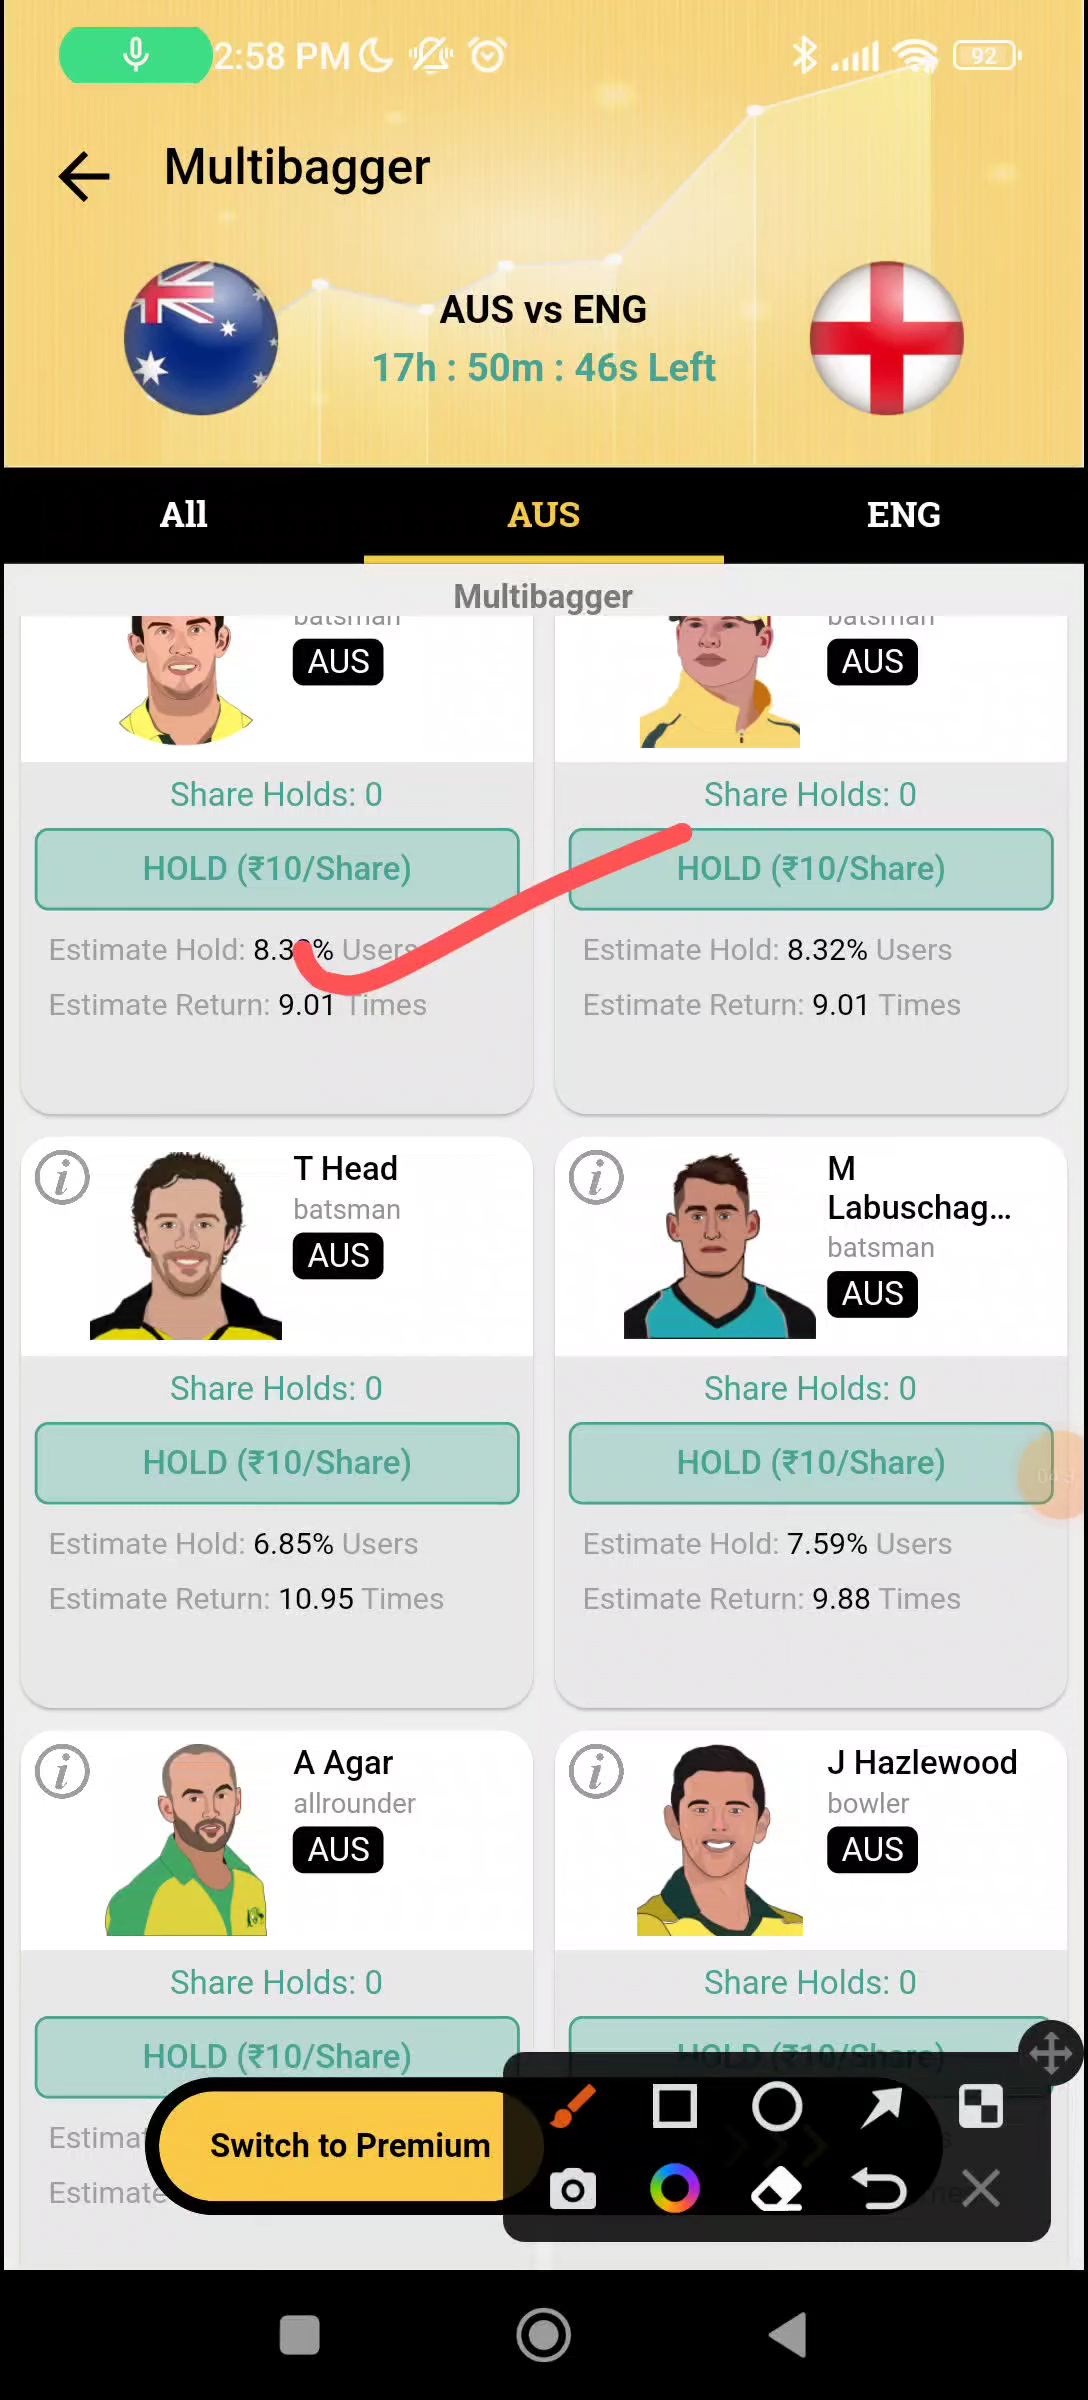 2:58 PM
92
Multibagger
AUS vs ENG
17h : 50m : 46s Left
All AUS ENG
Multibagger
batsman batsman
AUS AUS
Share Holds: 0 Share Holds: 0
HOLD (₹10/Share) HOLD (₹10/Share)
Estimate Hold: % Users Estimate Hold: 8.32% Users
Estimate Return: 9.01 Times Estimate Return: 9.01 Times
T Head M
Labuschag...
batsman batsman
AUS AUS
Share Holds: 0 Share Holds: 0
HOLD (₹10/Share) HOLD (₹10/Share)
Estimate Hold: 6.85% Users Estimate Hold: 7.59% Users
Estimate Return: 10.95 Times Estimate Return: 9.88 Times
A Agar J Hazlewood
allrounder bowler
AUS AUS
Share Holds: 0 Share Holds: 0
HOLD (₹10/Share) HOLD (₹10/Share)
Switch to Premium
Estimate